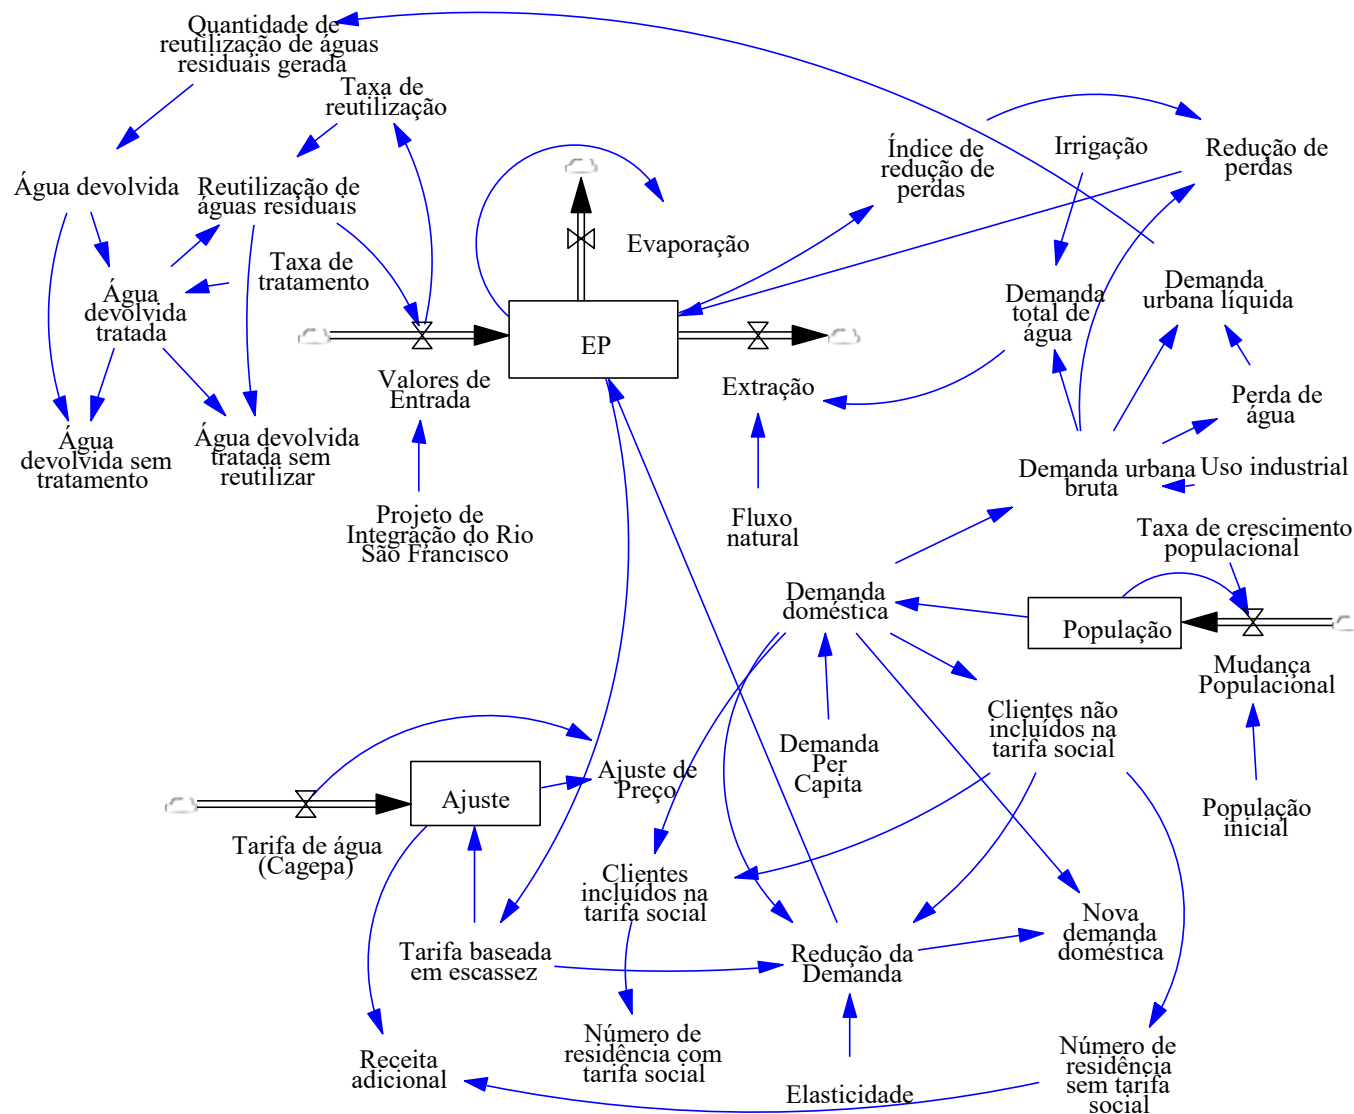 Quantidade de
reutilização de águas
residuais gerada
Taxa de
reutilização
Água devolvida
Reutilização de
águas residuais
Taxa de
tratamento
Água
devolvida
tratada
Evaporação
Índice de
redução de
perdas
Irrigação
Redução de
perdas
Demanda
total de
água
Demanda
urbana líquida
EP
Valores de
Entrada
Extração
Perda de
água
Água
devolvida sem
tratamento
Água devolvida
tratada sem
reutilizar
Demanda urbana
bruta
Uso industrial
Projeto de
Integração do Rio
São Francisco
Fluxo
natural
Taxa de crescimento
populacional
Demanda
doméstica
População
Mudança
Populacional
Clientes não
incluídos na
tarifa social
Demanda
Per
Capita
Ajuste de
Preço
Ajuste
População
inicial
Tarifa de água
(Cagepa)
Clientes
incluídos na
tarifa social
Nova
demanda
doméstica
Tarifa baseada
em escassez
Redução da
Demanda
Número de
residência com
tarifa social
Receita
adicional
Elasticidade
Número de
residência
sem tarifa
social